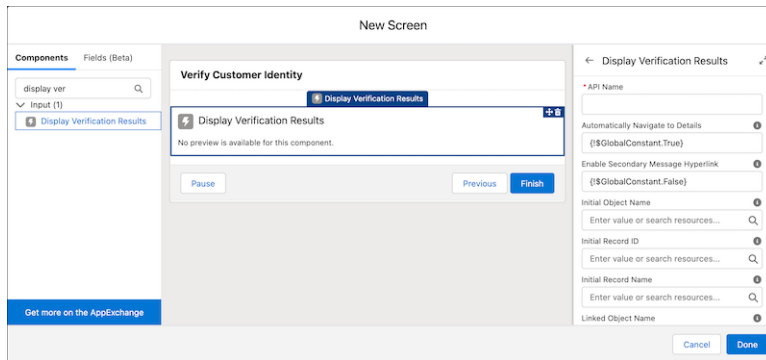 New Screen
Components Fields (Beta)
display ver
Input (1)
Display Verification Results
Get more on the AppExchange
Verify Customer Identity
Display Verification Results
Display Verification Results
No preview is available for this component.
Pause Previous Finish
Display Verification Results
* API Name
Automatically Navigate to Details
{!$GlobalConstant.True}
Enable Secondary Message Hyperlink
{!$GlobalConstant.False}
Initial Object Name
Enter value or search resources...
Initial Record ID
Enter value or search resources...
Initial Record Name
Enter value or search resources...
Linked Object Name
Cancel Done